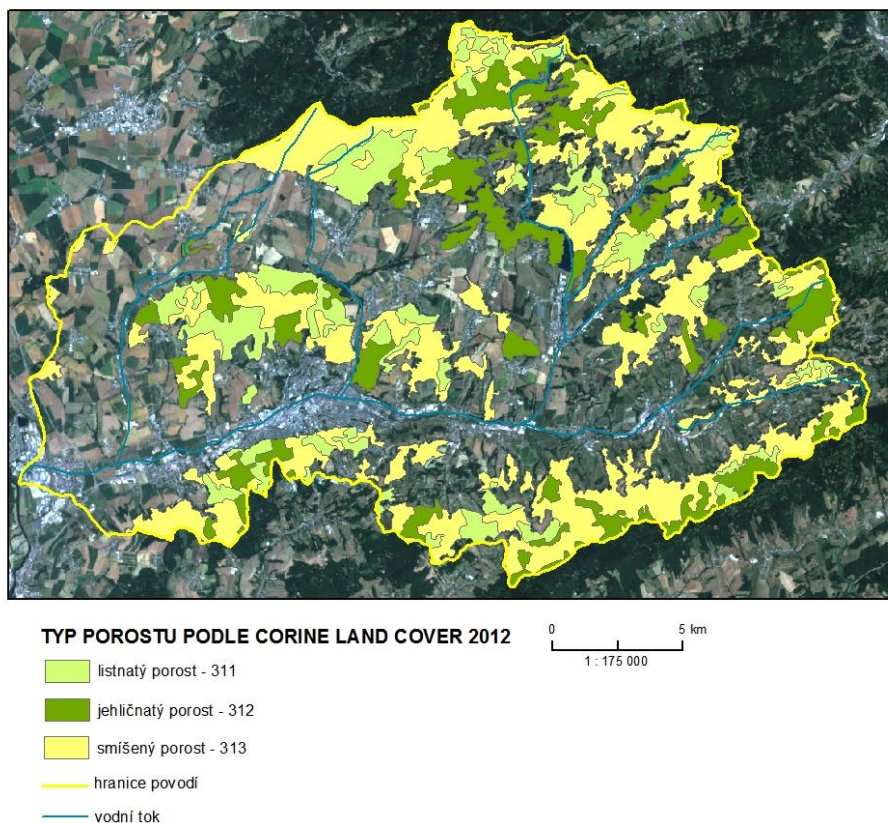 TYP POROSTU PODLE CORINE LAND COVER 2012
0 5 km
1 : 175 000
listnatý porost - 311
jehličnatý porost - 312
smíšený porost - 313
hranice povodí
vodní tok